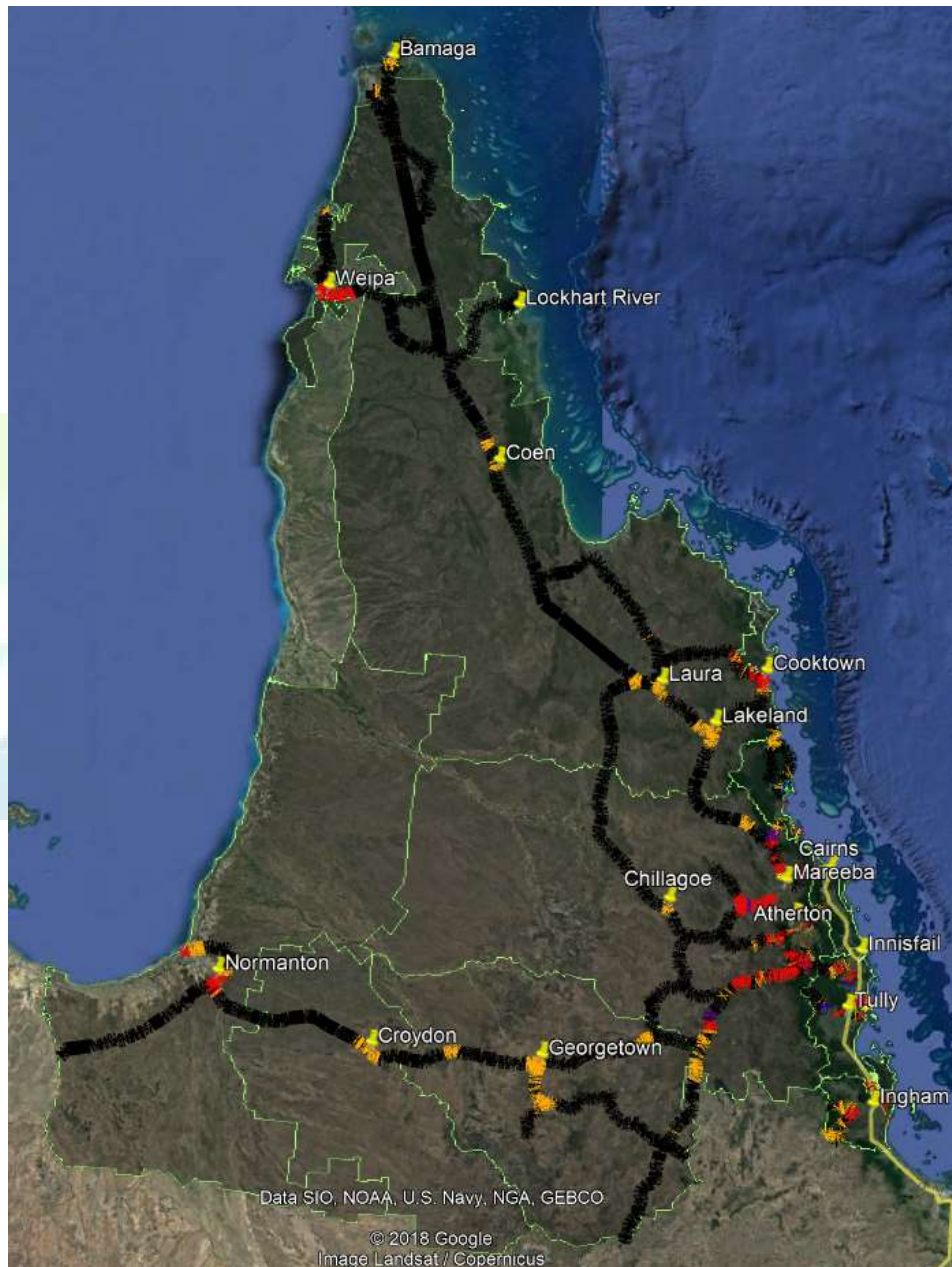 Bamaga
Weipa
Lockhart River
Coen
Cooktown
Laura
Lakeland
Cairns
Mareeba
Chillagoe
Atherton
Innisfail
Normanton
Tully
Croydon
Georgetown
Ingham
Data SIO, NOAA, U.S. Navy, NGA, GEBCO
© 2018 Google
Image Landsat / Copernicus